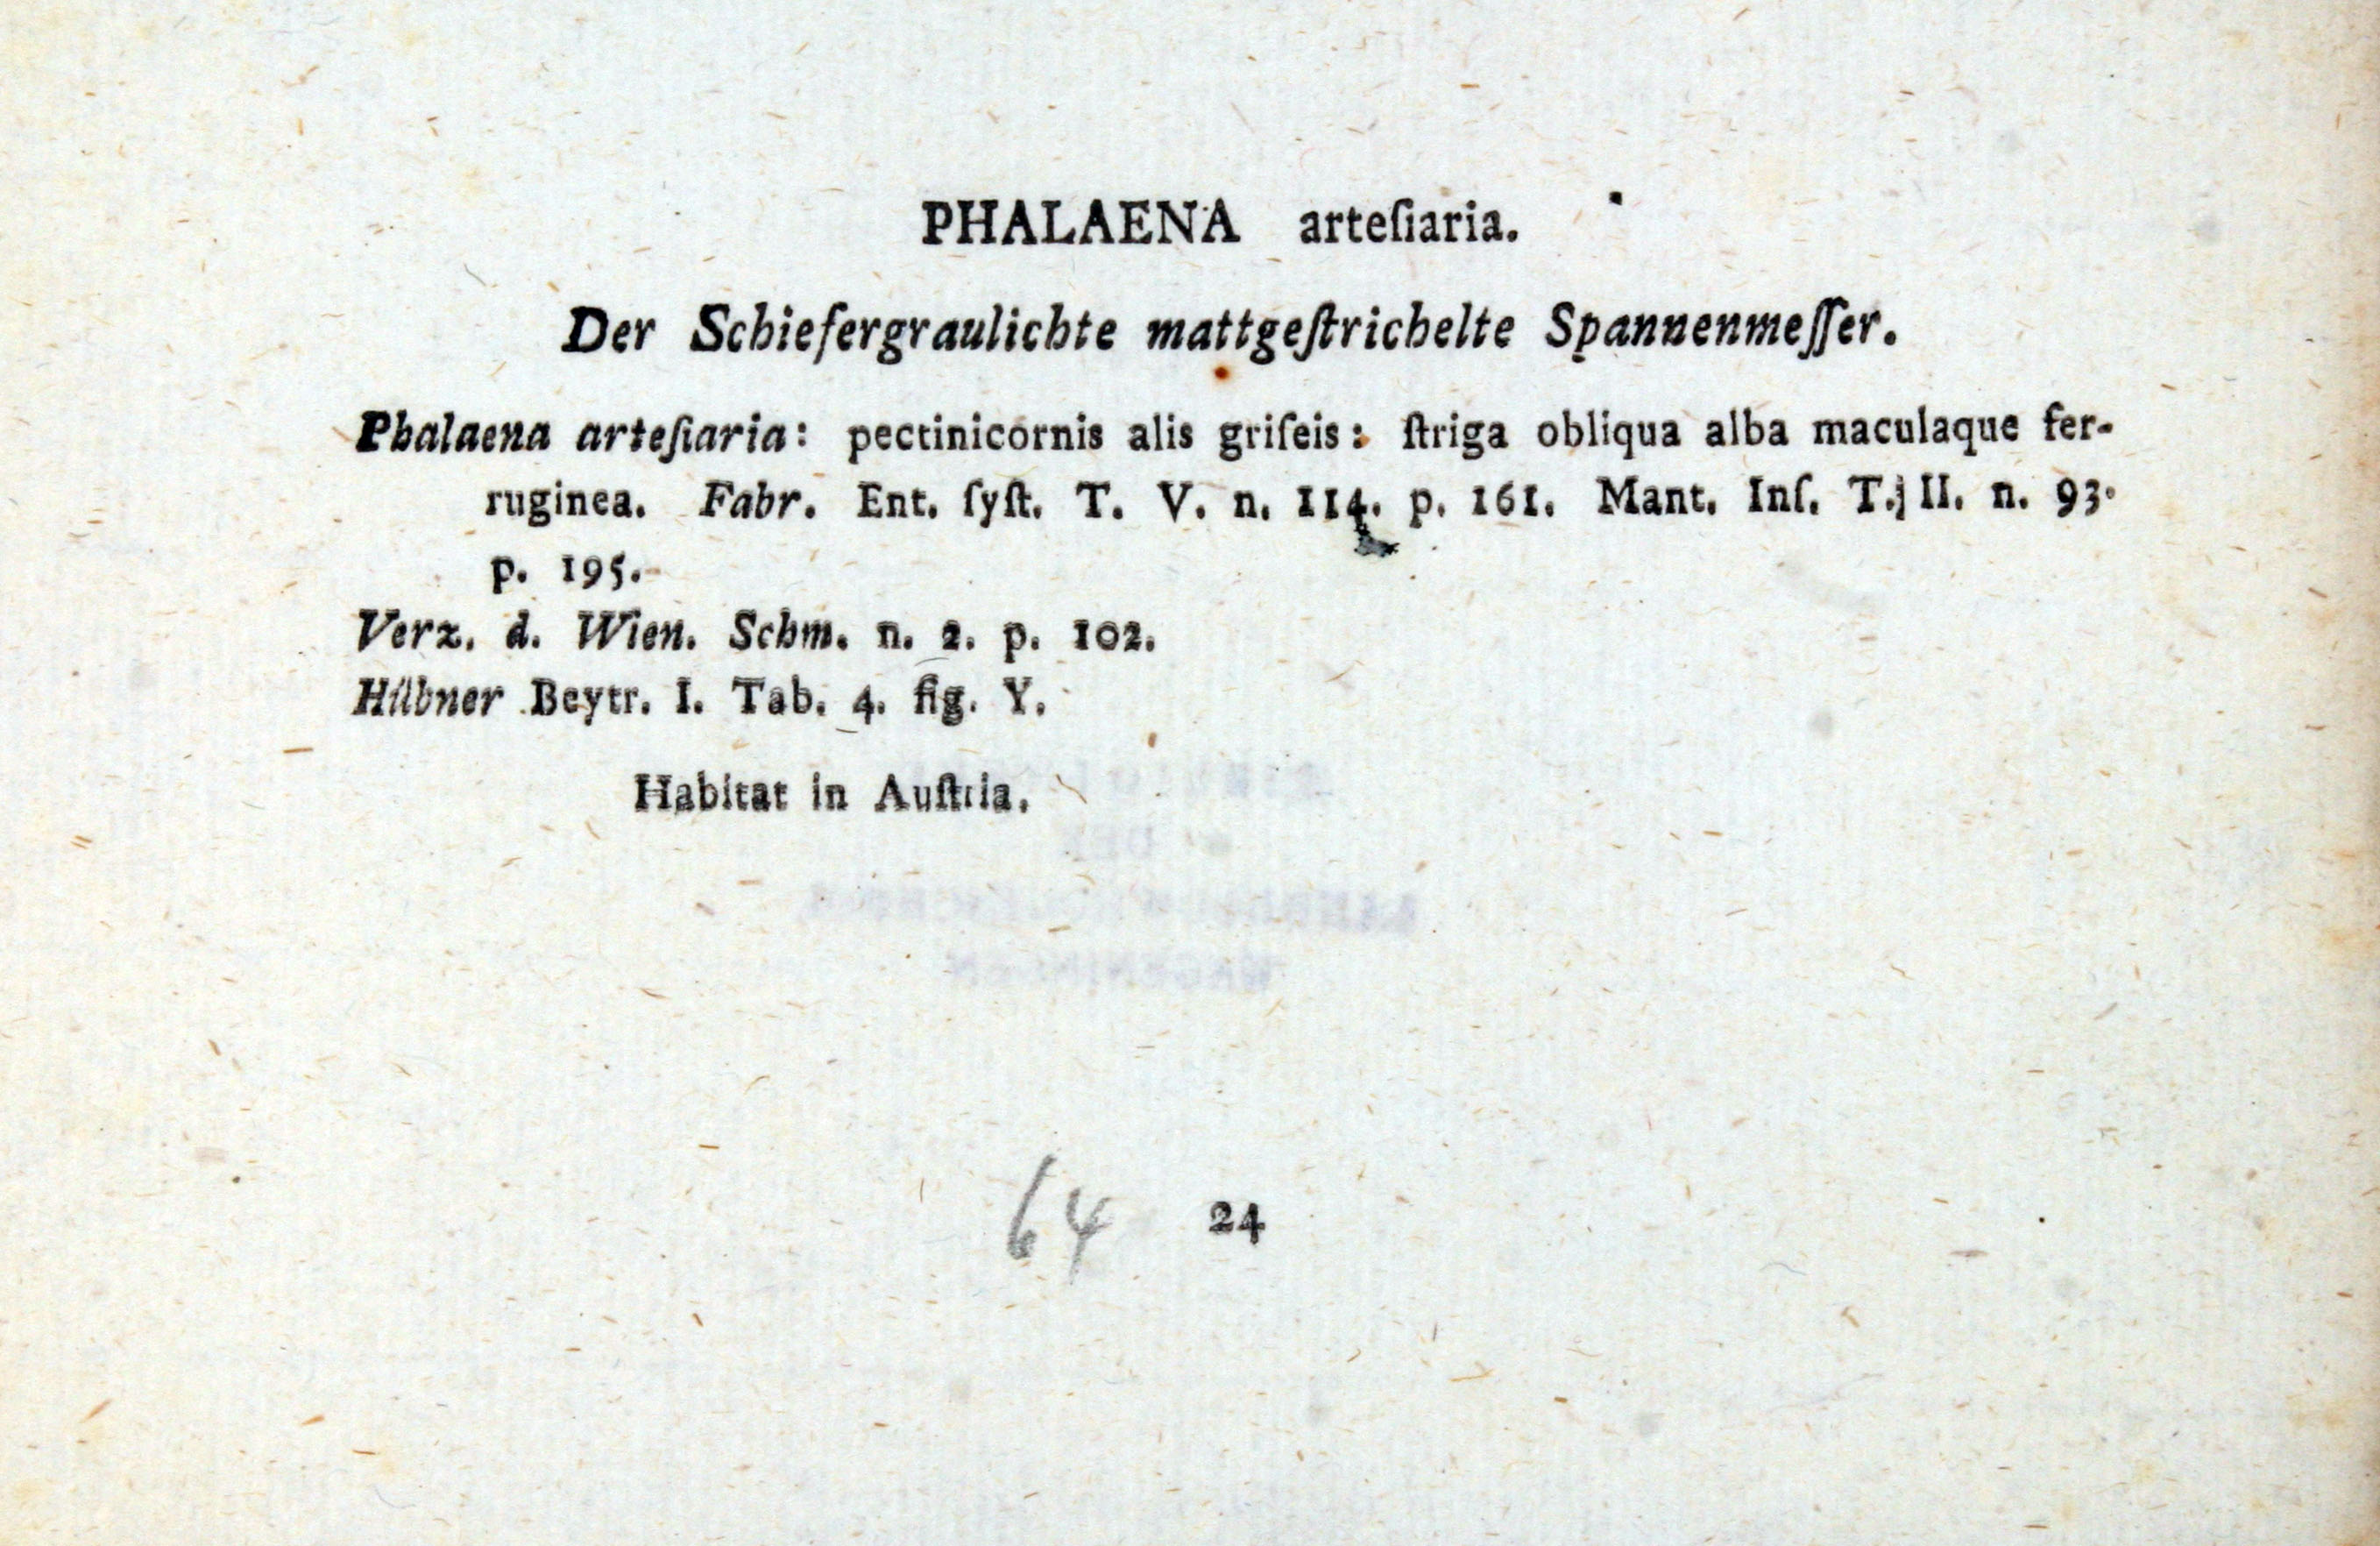 PHALAENA arteſiaria.
Der Schiefergraulichte mattgeſtrichelte Spannenmeſſer.
Phalaena arteſiaria: pectinicornis alis griſeis: ſtriga obliqua alba maculaque fer-
ruginea. Fabr. Ent. ſyſt. T. V. n. 114. p. 161. Mant. Inſ. T. II. n. 93.
p. 195.
Verz. d. Wien. Schm. n. 2. p. 102.
Hübner Beytr. I. Tab. 4. fig. Y.
Habitat in Auſtria.
DER
WAGENINGEN
64 24